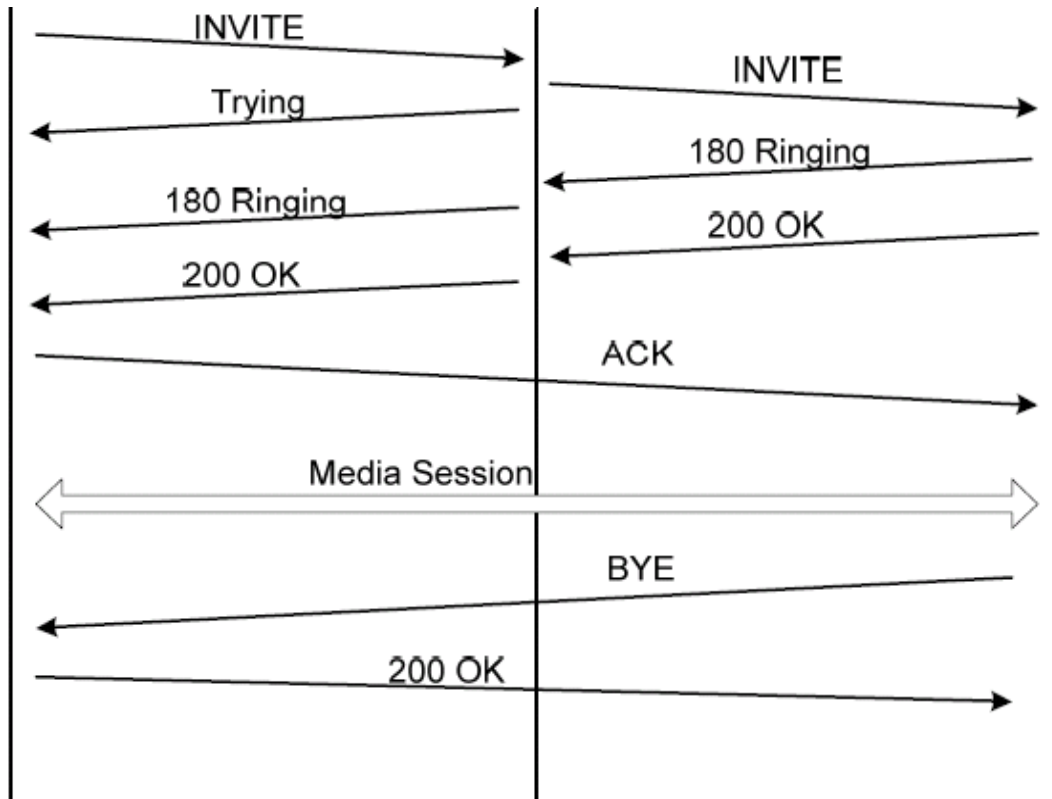 INVITE
INVITE
Trying
180 Ringing
180 Ringing
200 OK
200 OK
ACK
Media Session
BYE
200 OK